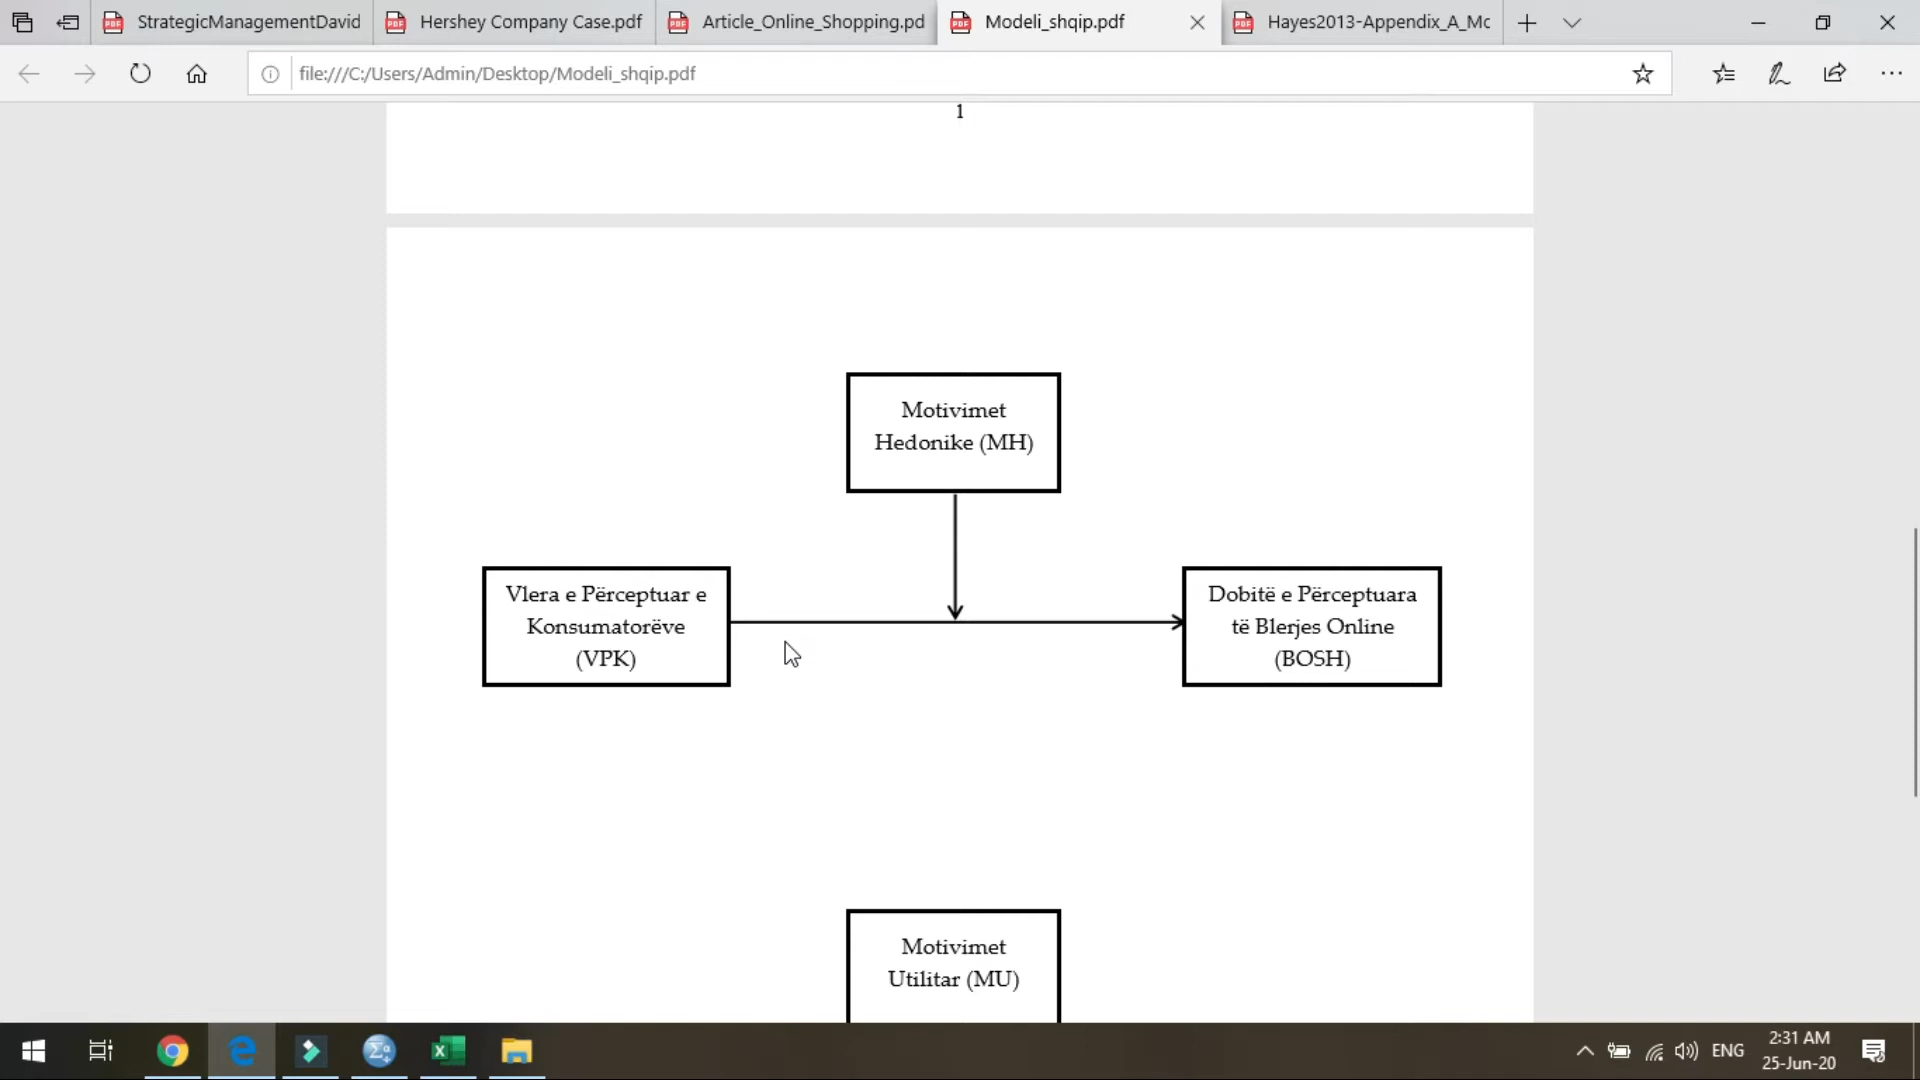 StrategicManagementDavid
Hershey Company Case.pdf
Article_Online_Shopping.pd
Modeli_shqip.pdf
Hayes2013-Appendix_A_Mc
file:///C:/Users/Admin/Desktop/Modeli_shqip.pdf
1
Motivimet
Hedonike (MH)
Vlera e Përceptuar e
Konsumatorëve
(VPK)
Dobitë e Përceptuara
të Blerjes Online
(BOSH)
Motivimet
Utilitar (MU)
ENG
2:31 AM
25-Jun-20